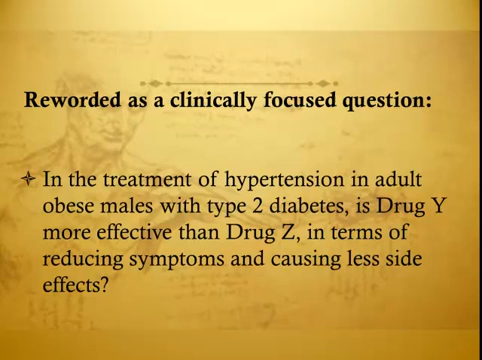 Reworded as a clinically focused question:
In the treatment of hypertension in adult
obese males with type 2 diabetes, is Drug Y
more effective than Drug Z, in terms of
reducing symptoms and causing less side
effects?